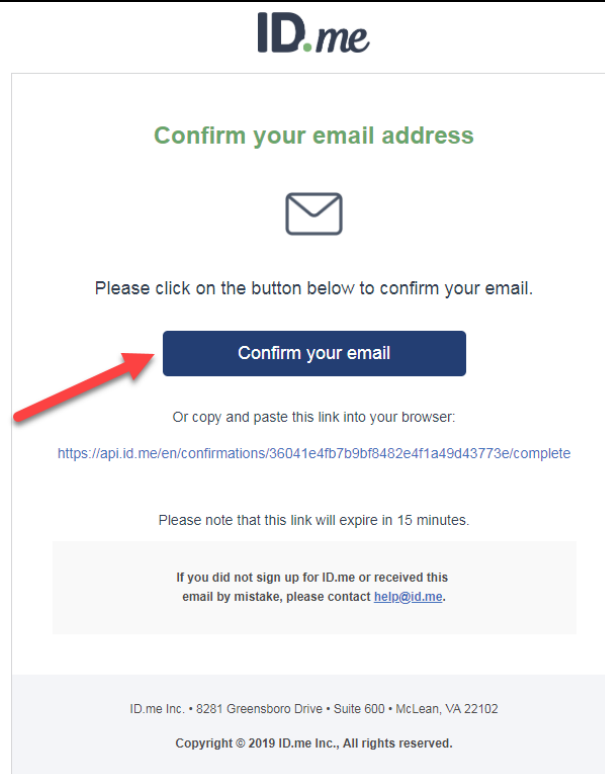 ID.me
Confirm your email address
Please click on the button below to confirm your email.
Confirm your email
Or copy and paste this link into your browser:
https://api.id.me/en/confirmations/36041e4fb7b9bf8482e4f1a49d43773e/complete
Please note that this link will expire in 15 minutes.
If you did not sign up for ID.me or received this
email by mistake, please contact help@id.me.
ID.me Inc. • 8281 Greensboro Drive • Suite 600 • McLean, VA 22102
Copyright © 2019 ID.me Inc., All rights reserved.